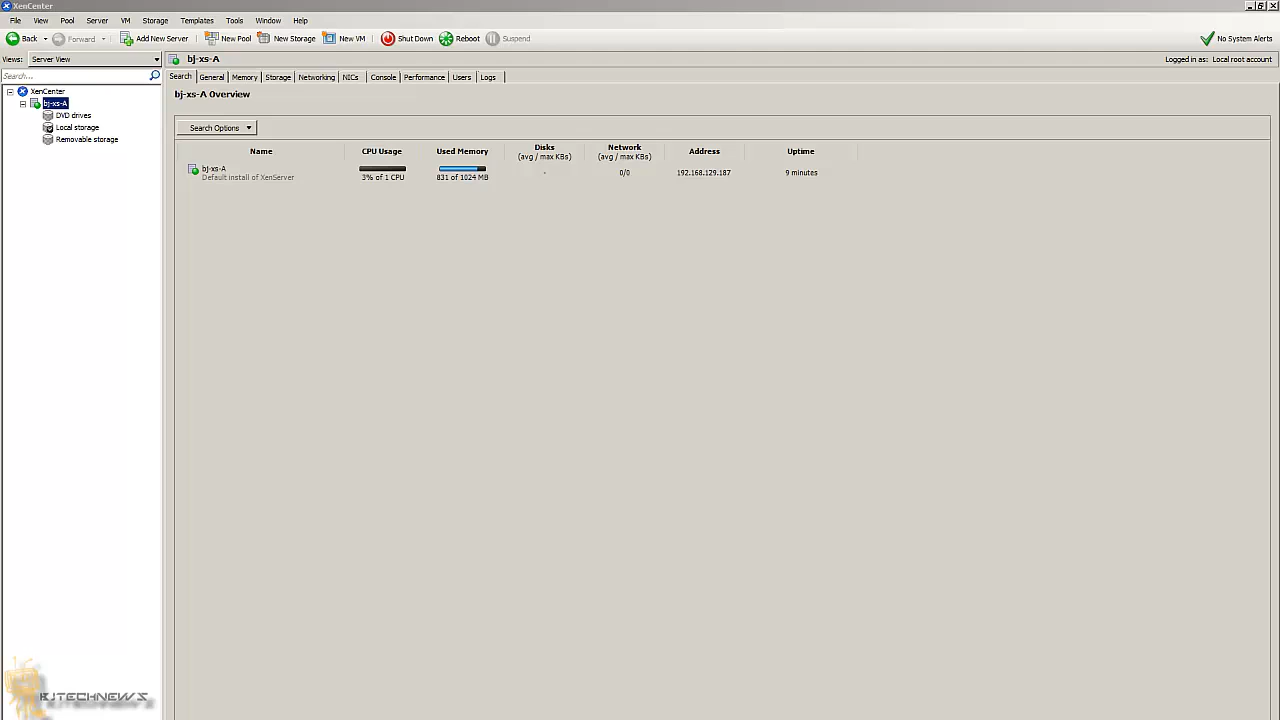 XenCenter
File View Pool Server VM Storage Templates Tools Window Help
Back Forward Add New Server New Pool New Storage New VM Shut Down Reboot Suspend No System Alerts
Views: Server View bj-xs-A Logged in as: Local root account
Search...
Search General Memory Storage Networking NICs Console Performance Users Logs
XenCenter
bj-xs-A
DVD drives
Local storage
Removable storage
bj-xs-A Overview
Search Options
Name CPU Usage Used Memory Disks Network Address Uptime
(avg / max KBs) (avg / max KBs)
bj-xs-A
Default install of XenServer
3% of 1 CPU 831 of 1024 MB - 0/0 192.168.129.187 9 minutes
BJTECHNEWS